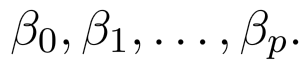 β₀, β₁, . . . , βₚ.